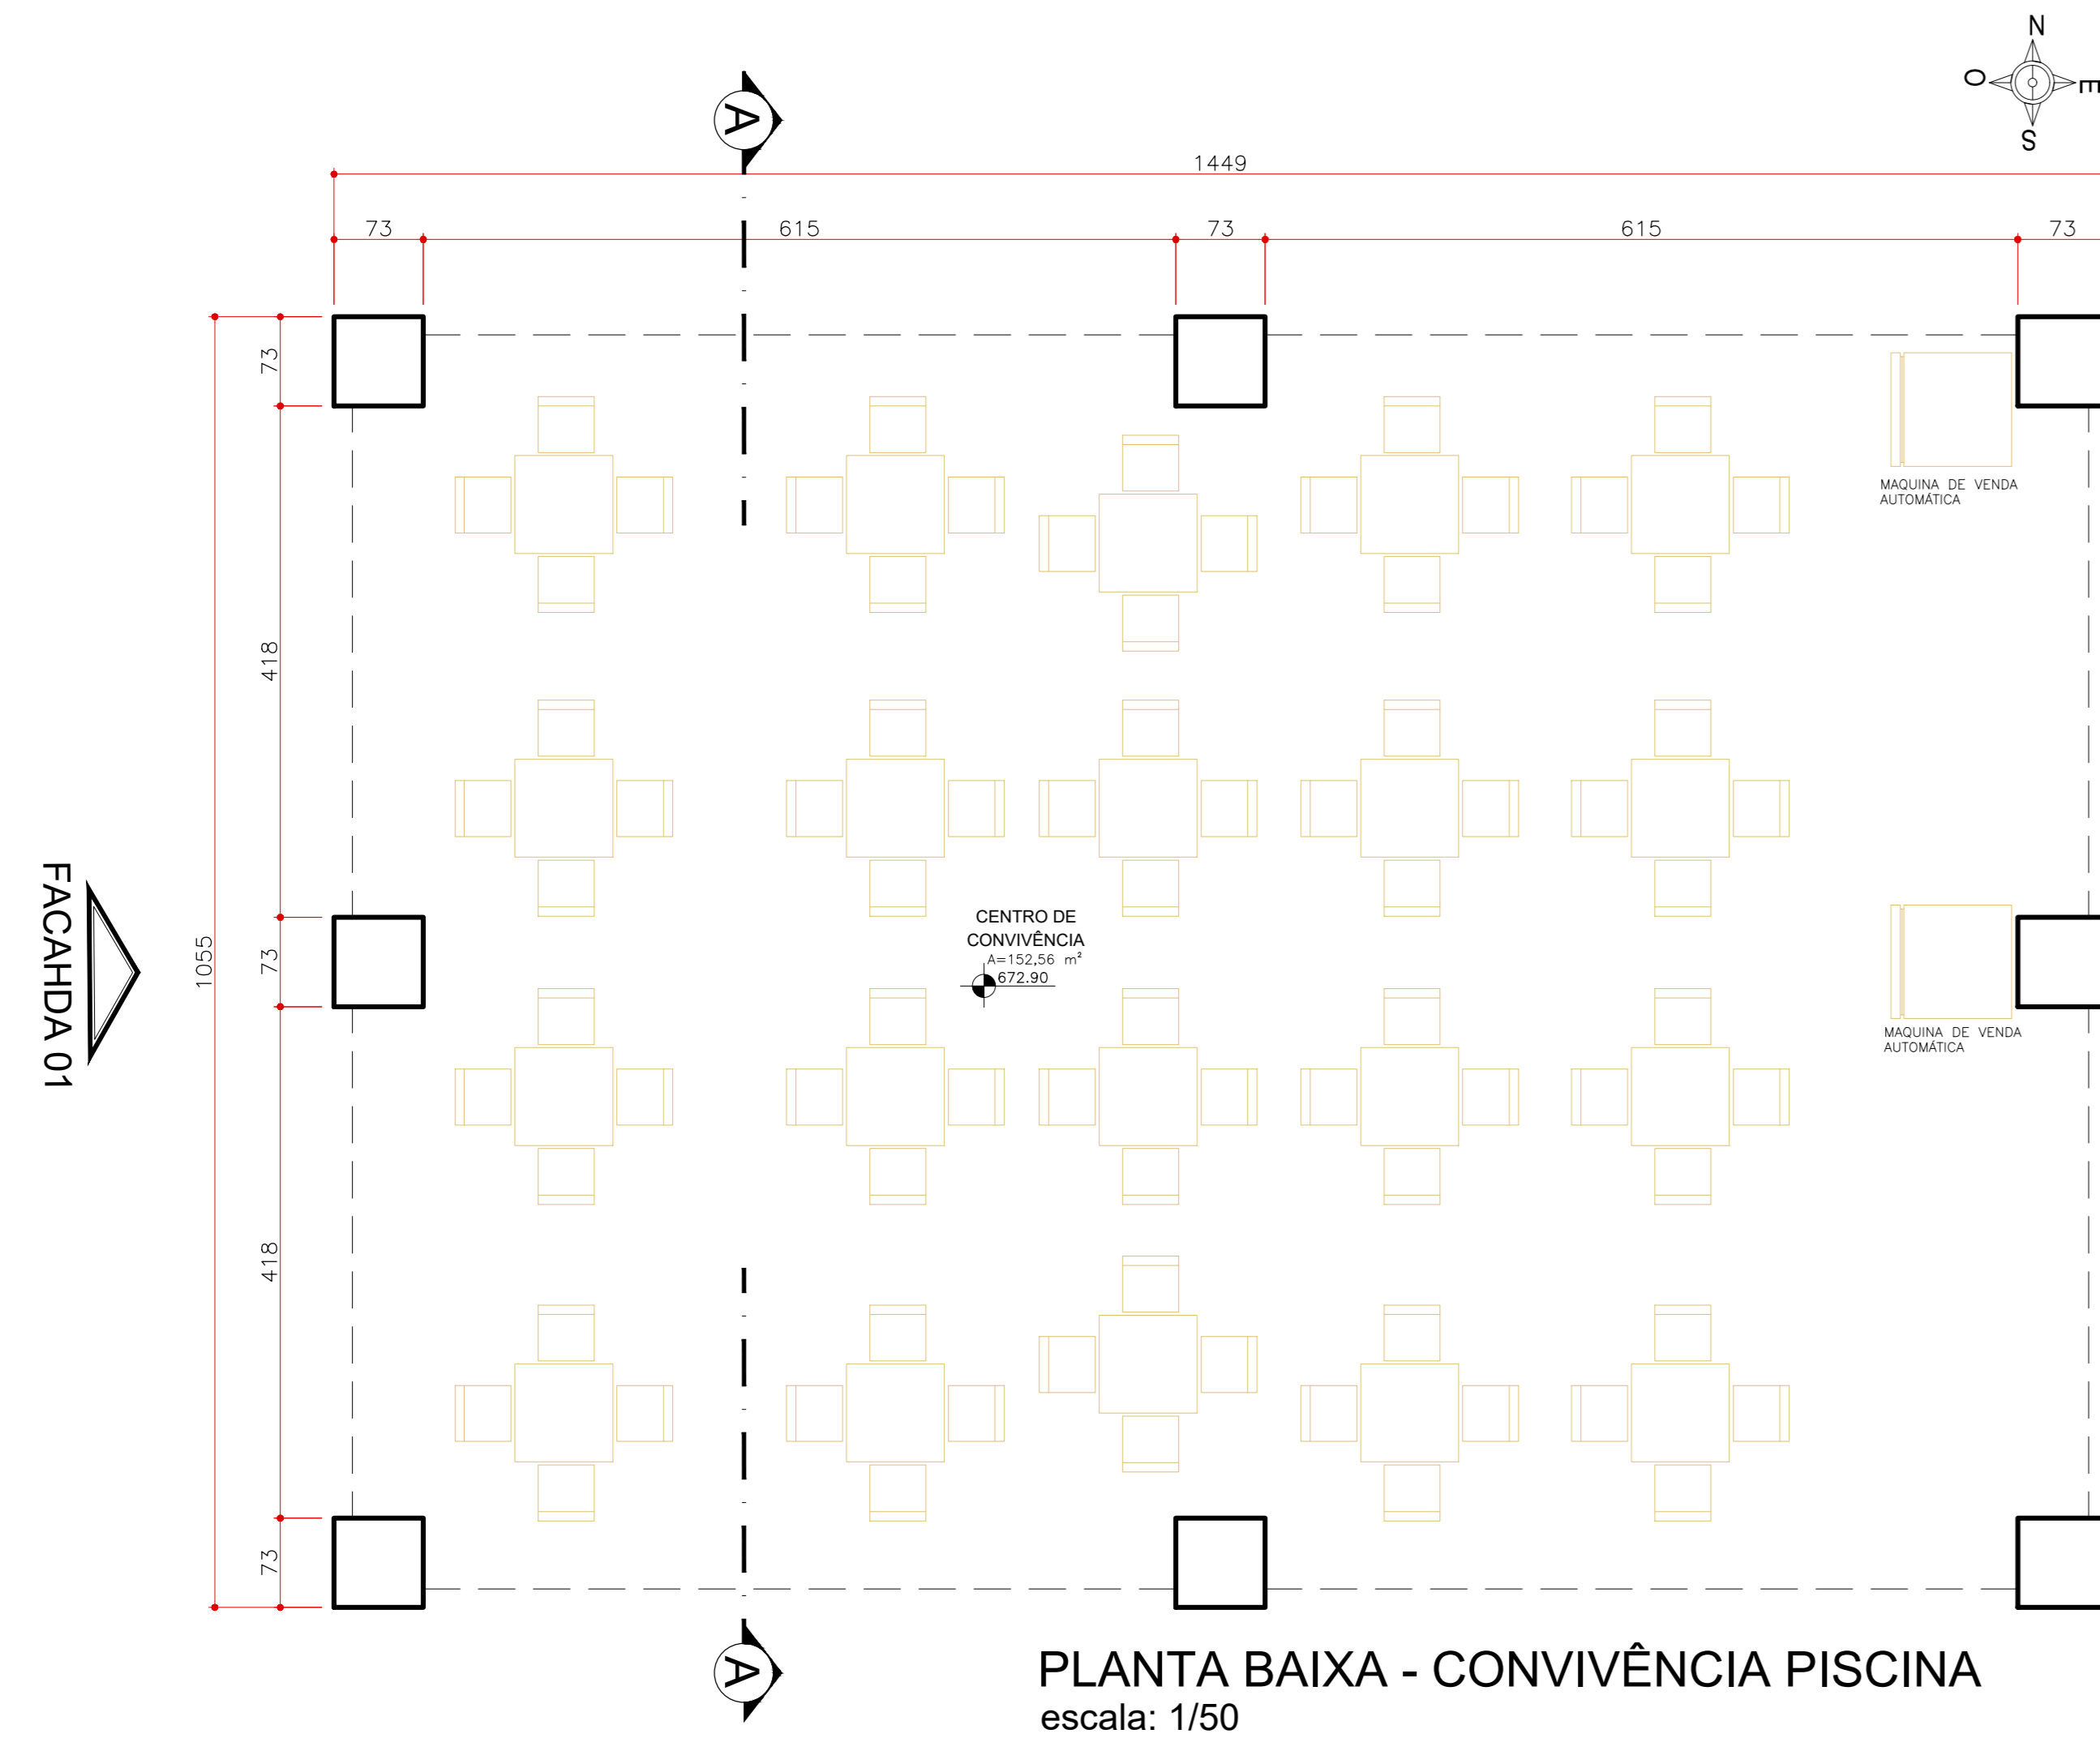 N
O
E
S
A
1449
73
615
73
615
73
73
MAQUINA DE VENDA
AUTOMÁTICA
418
FACAHDA 01
1055
73
CENTRO DE
CONVIVÊNCIA
A=152,56 m²
672.90
MAQUINA DE VENDA
AUTOMÁTICA
418
73
A
PLANTA BAIXA - CONVIVÊNCIA PISCINA
escala: 1/50